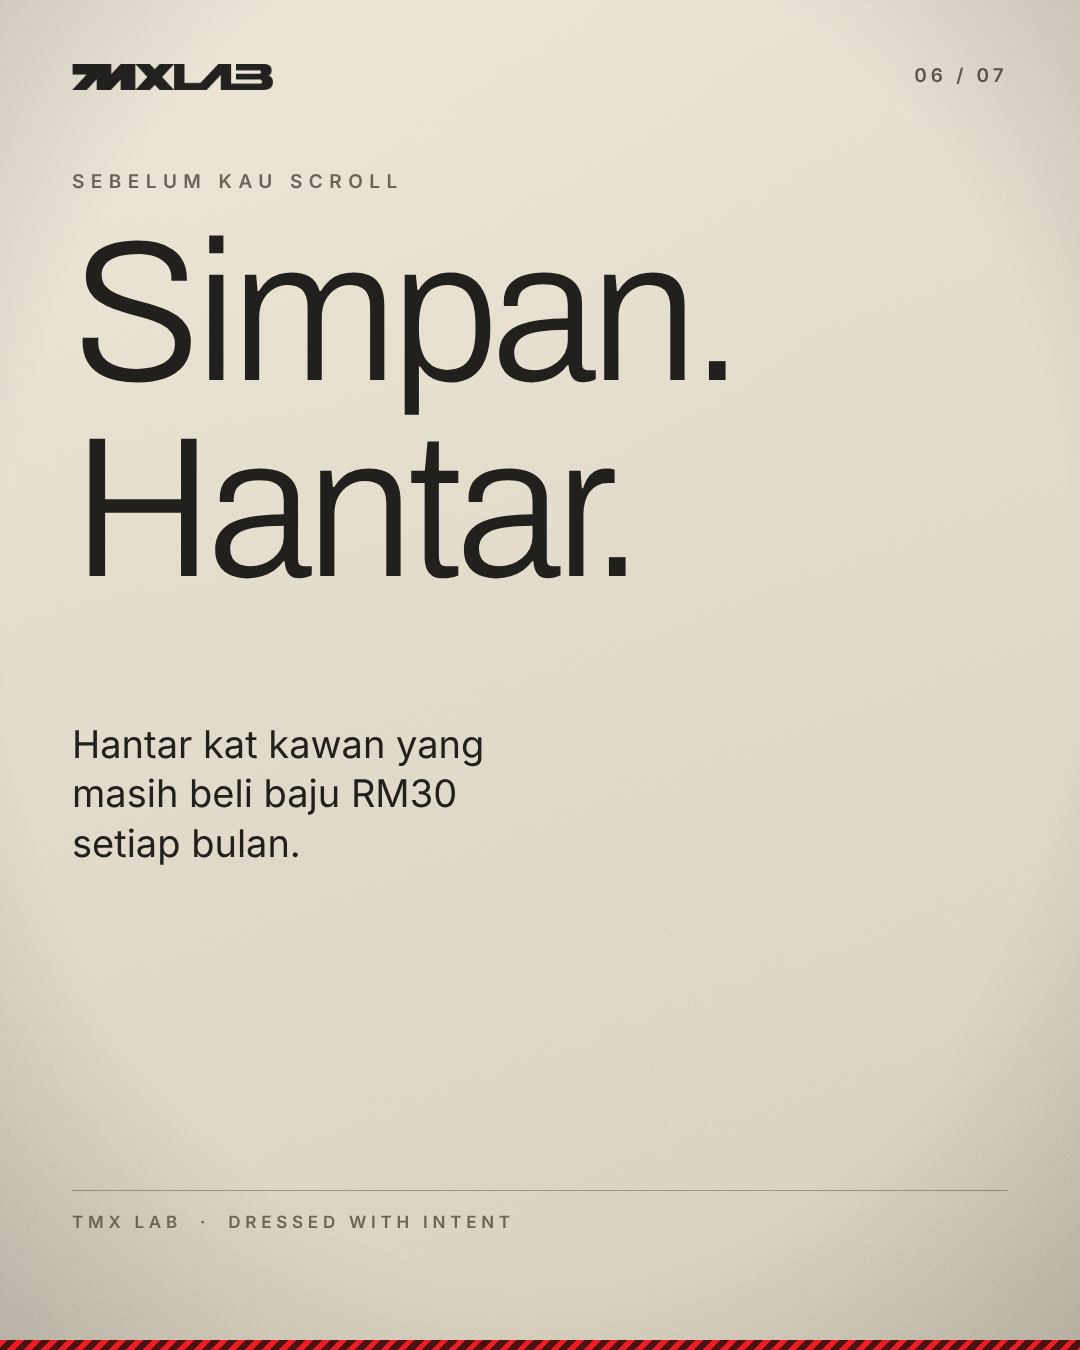 TMXLAB
06 / 07
SEBELUM KAU SCROLL
Simpan.
Hantar.
Hantar kat kawan yang
masih beli baju RM30
setiap bulan.
TMX LAB · DRESSED WITH INTENT